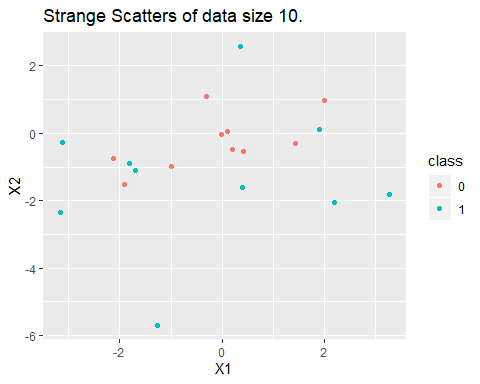 Strange Scatters of data size 10.
2
0
-2
-4
-6
X2
-2
0
2
X1
class
0
1